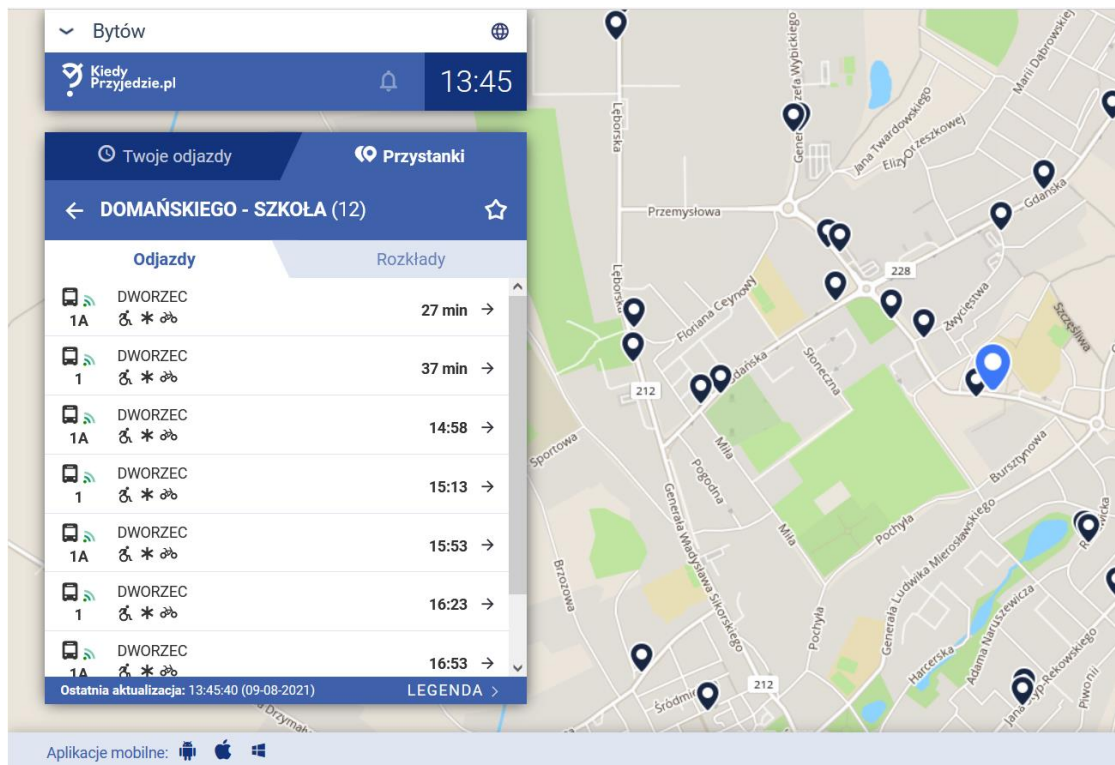 Bytów
Kiedy
Przyjedzie.pl
13:45
Twoje odjazdy
Przystanki
DOMAŃSKIEGO - SZKOŁA (12)
Odjazdy
Rozkłady
1A DWORZEC 27 min
1 DWORZEC 37 min
1A DWORZEC 14:58
1 DWORZEC 15:13
1A DWORZEC 15:53
1 DWORZEC 16:23
1A DWORZEC 16:53
Ostatnia aktualizacja: 13:45:40 (09-08-2021)
LEGENDA
Aplikacje mobilne:
Lęborska
Marii Dąbrowskiej
Jana Twardowskiego
Elizy Orzeszkowej
Gdańska
Przemysłowa
228
Lęborska
Floriana Ceynowy
Zwycięstwa
Szczęśliwa
Słoneczna
Gdańska
212
Sportowa
Miła
Pogodna
Bursztynowa
Miła
Pochyła
Generała Władysława Sikorskiego
Generała Ludwika Mierosławskiego
Brzozowa
Pochyła
Harcerska
Adama Naruszewicza
Piwonii
212